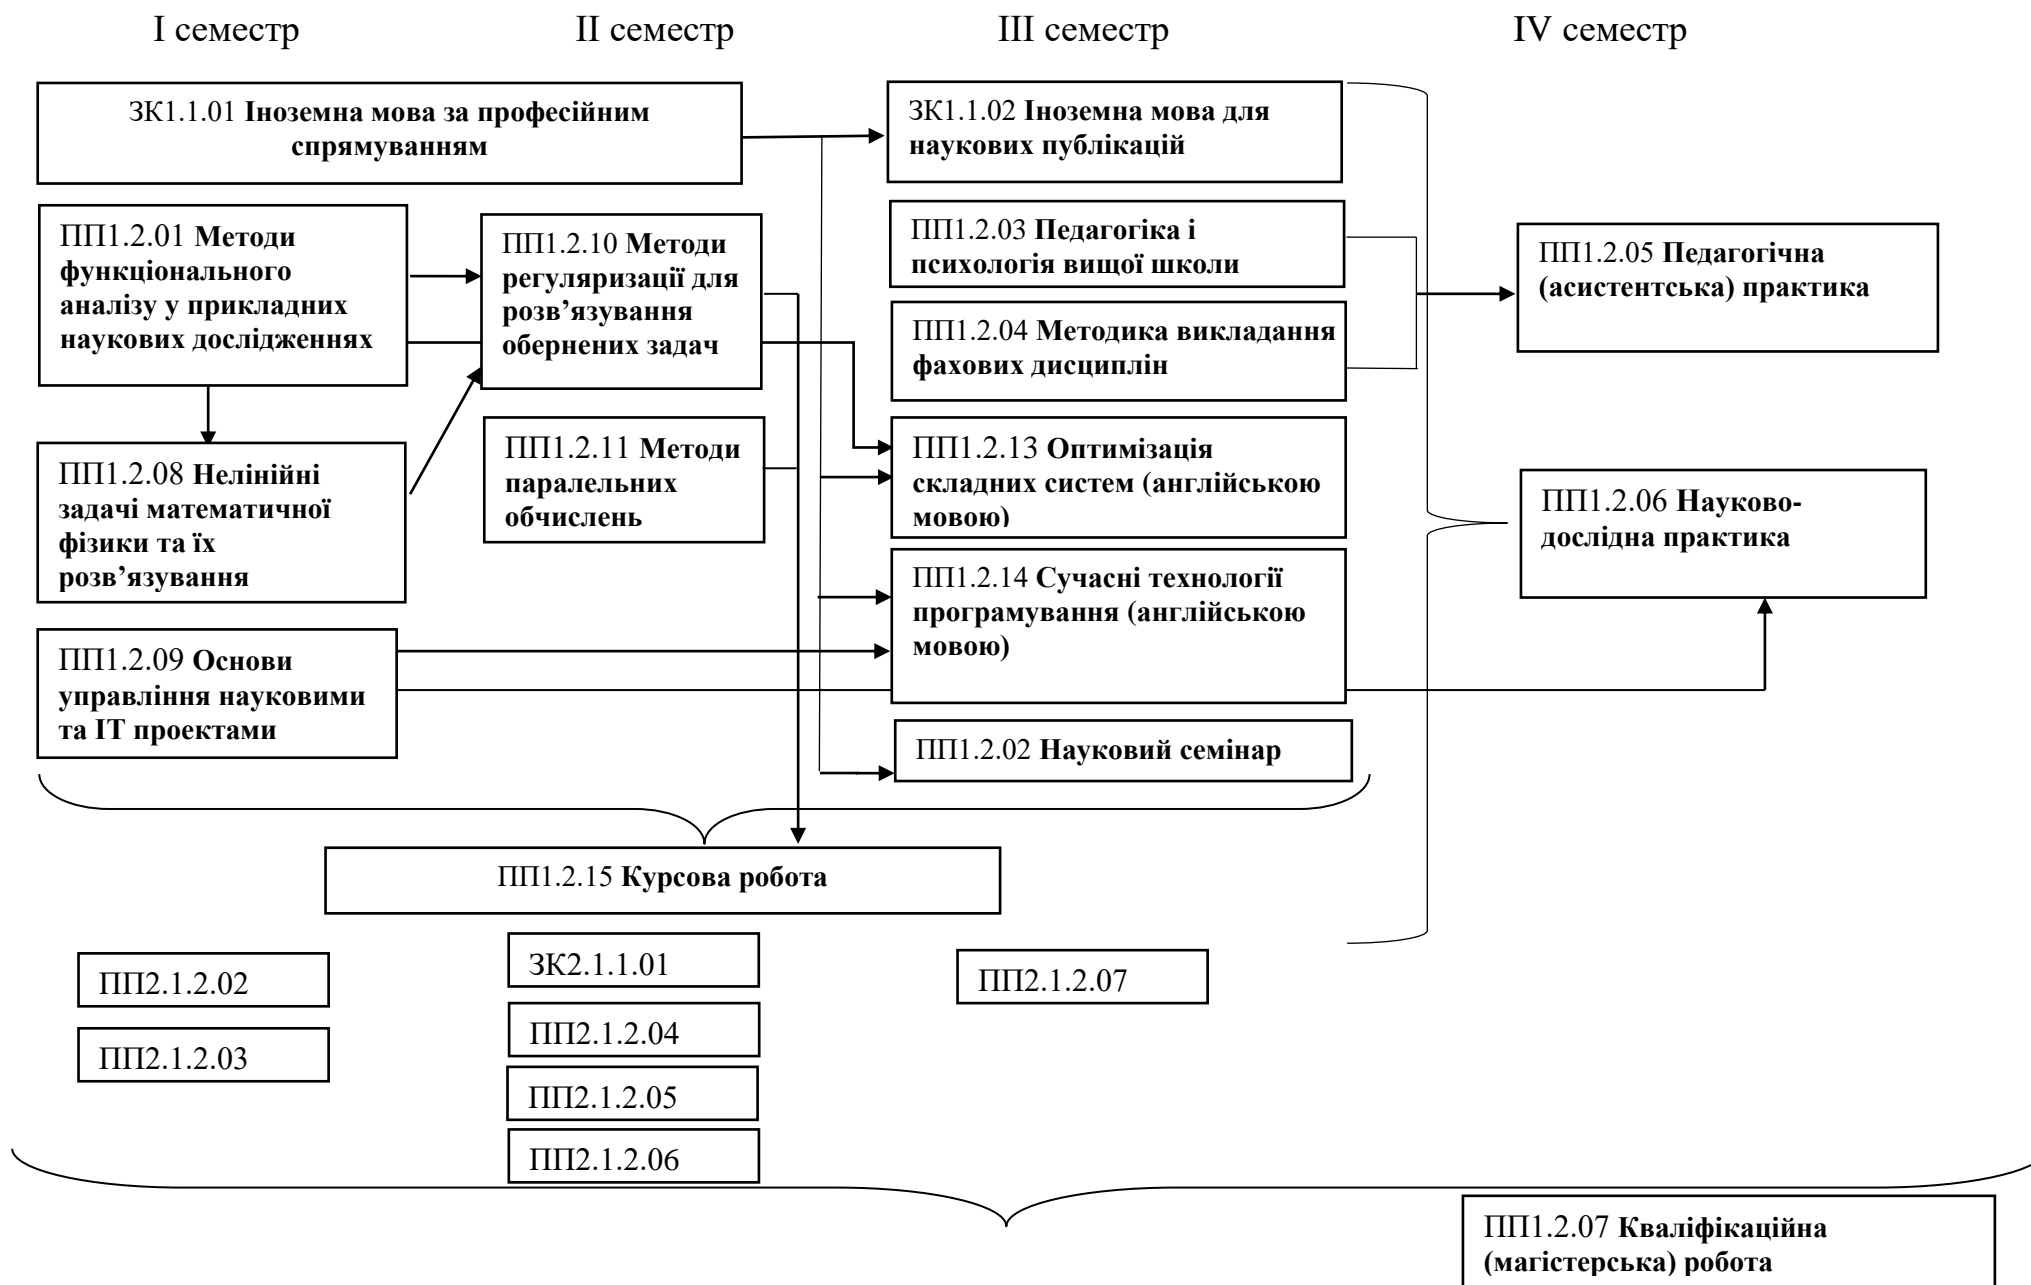 І семестр
ІІ семестр
ІІІ семестр
IV семестр
ЗК1.1.01 Іноземна мова за професійним
спрямуванням
ЗК1.1.02 Іноземна мова для
наукових публікацій
ПП1.2.01 Методи
функціонального
аналізу у прикладних
наукових дослідженнях
ПП1.2.10 Методи
регуляризації для
розв’язування
обернених задач
ПП1.2.03 Педагогіка і
психологія вищої школи
ПП1.2.05 Педагогічна
(асистентська) практика
ПП1.2.04 Методика викладання
фахових дисциплін
ПП1.2.08 Нелінійні
задачі математичної
фізики та їх
розв’язування
ПП1.2.11 Методи
паралельних
обчислень
ПП1.2.13 Оптимізація
складних систем (англійською
мовою)
ПП1.2.06 Науково-
дослідна практика
ПП1.2.14 Сучасні технології
програмування (англійською
мовою)
ПП1.2.09 Основи
управління науковими
та ІТ проектами
ПП1.2.02 Науковий семінар
ПП1.2.15 Курсова робота
ПП2.1.2.02
ЗК2.1.1.01
ПП2.1.2.07
ПП2.1.2.03
ПП2.1.2.04
ПП2.1.2.05
ПП2.1.2.06
ПП1.2.07 Кваліфікаційна
(магістерська) робота